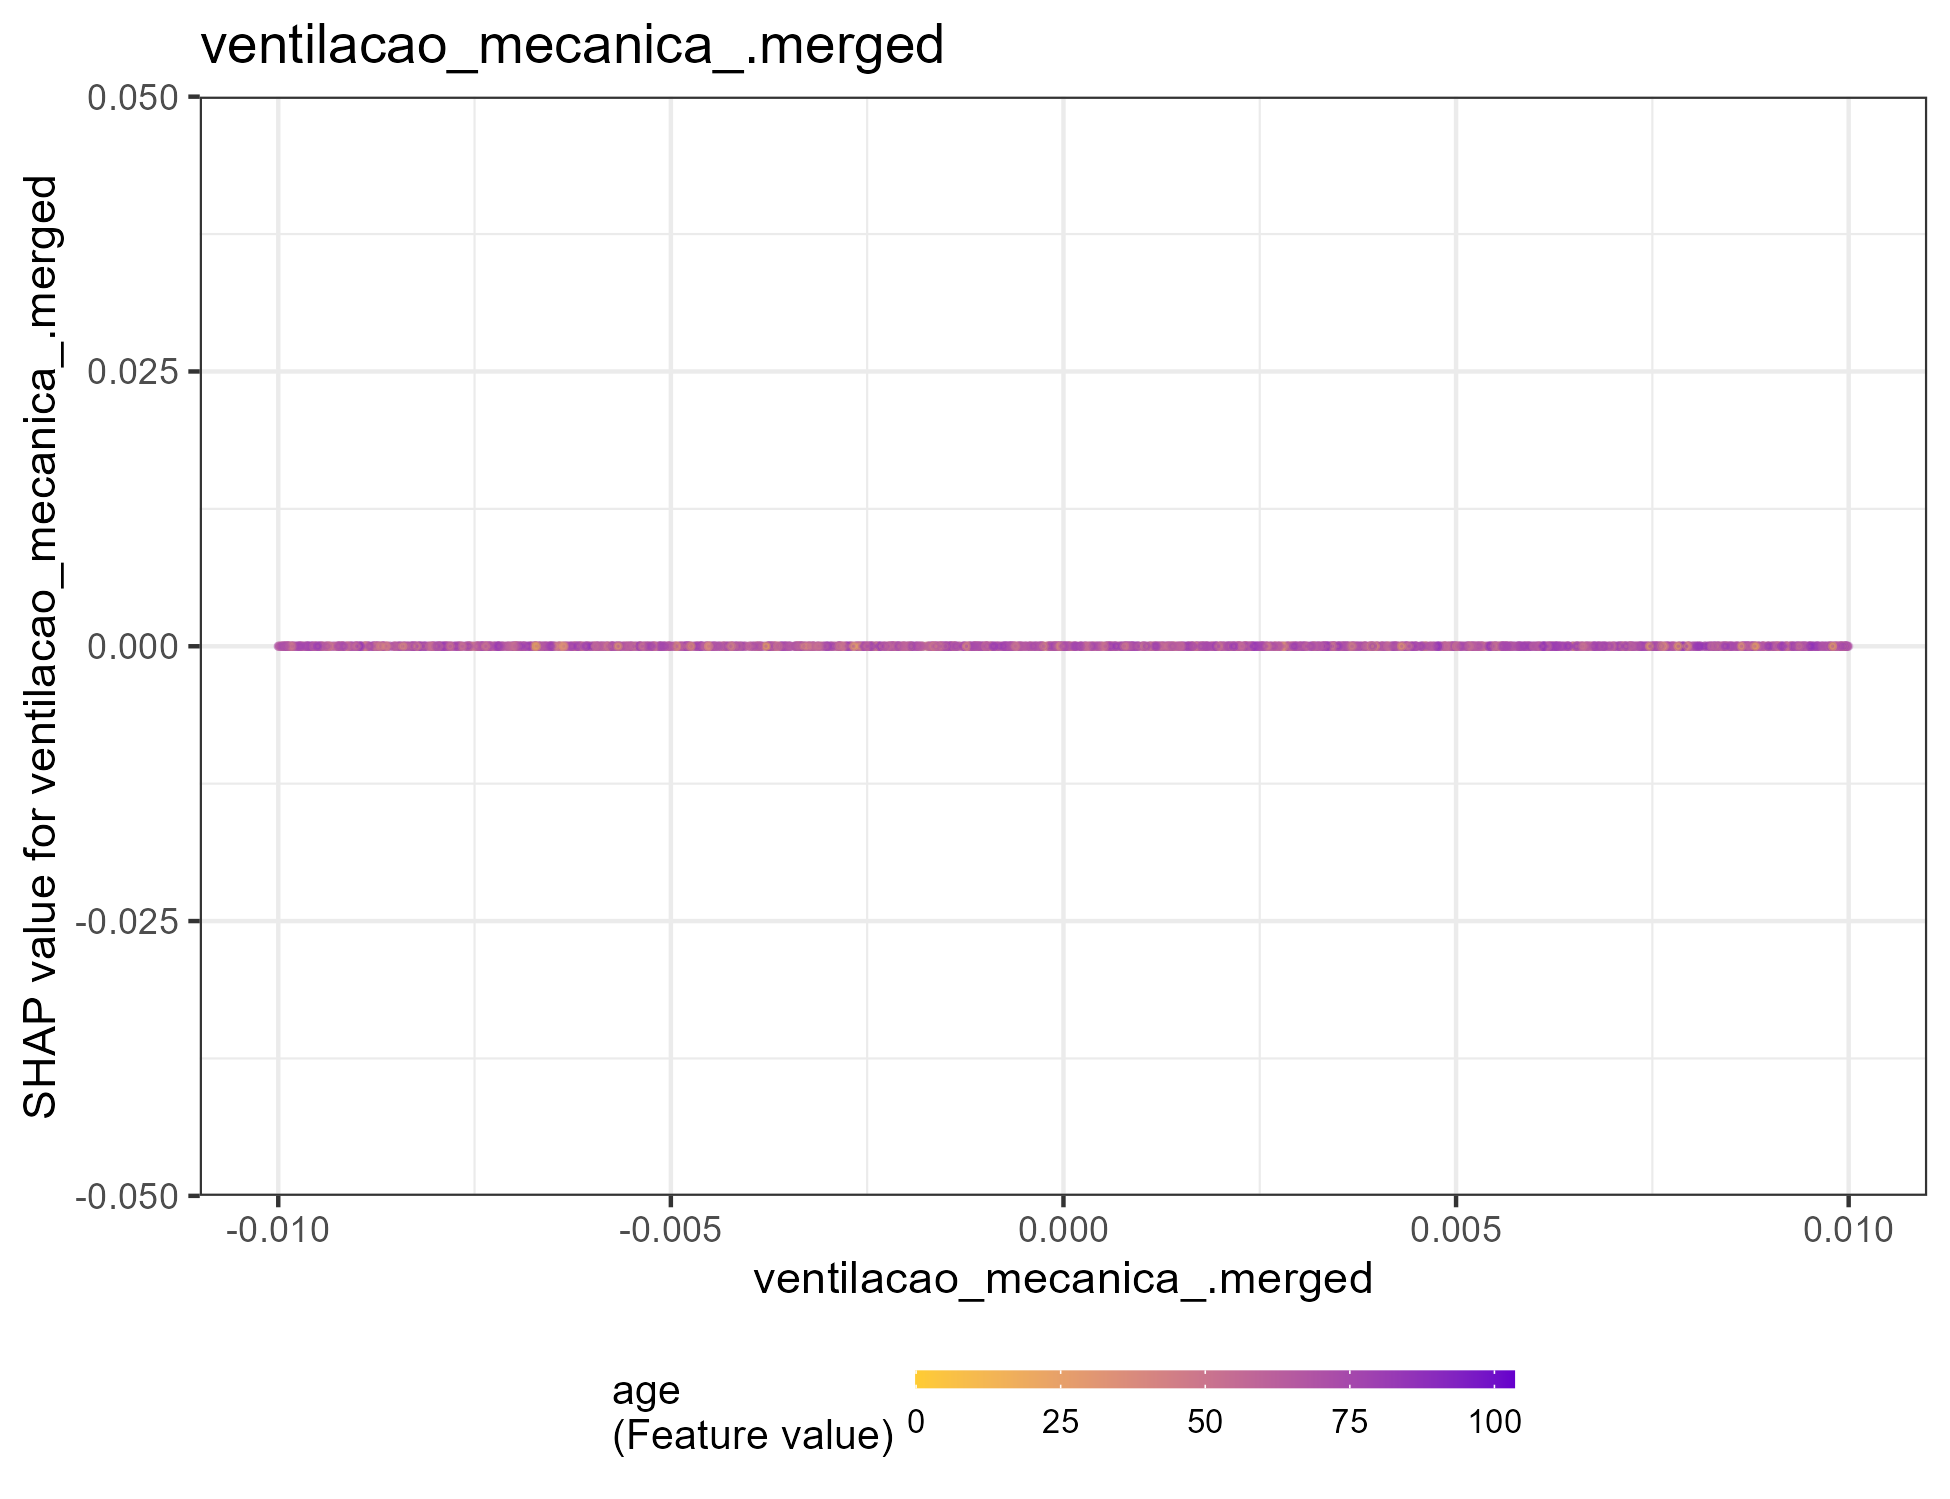 ventilacao_mecanica_.merged
0.050
0.025
0.000
-0.025
-0.050
SHAP value for ventilacao_mecanica_.merged
-0.010 -0.005 0.000 0.005 0.010
ventilacao_mecanica_.merged
age
(Feature value)
0 25 50 75 100